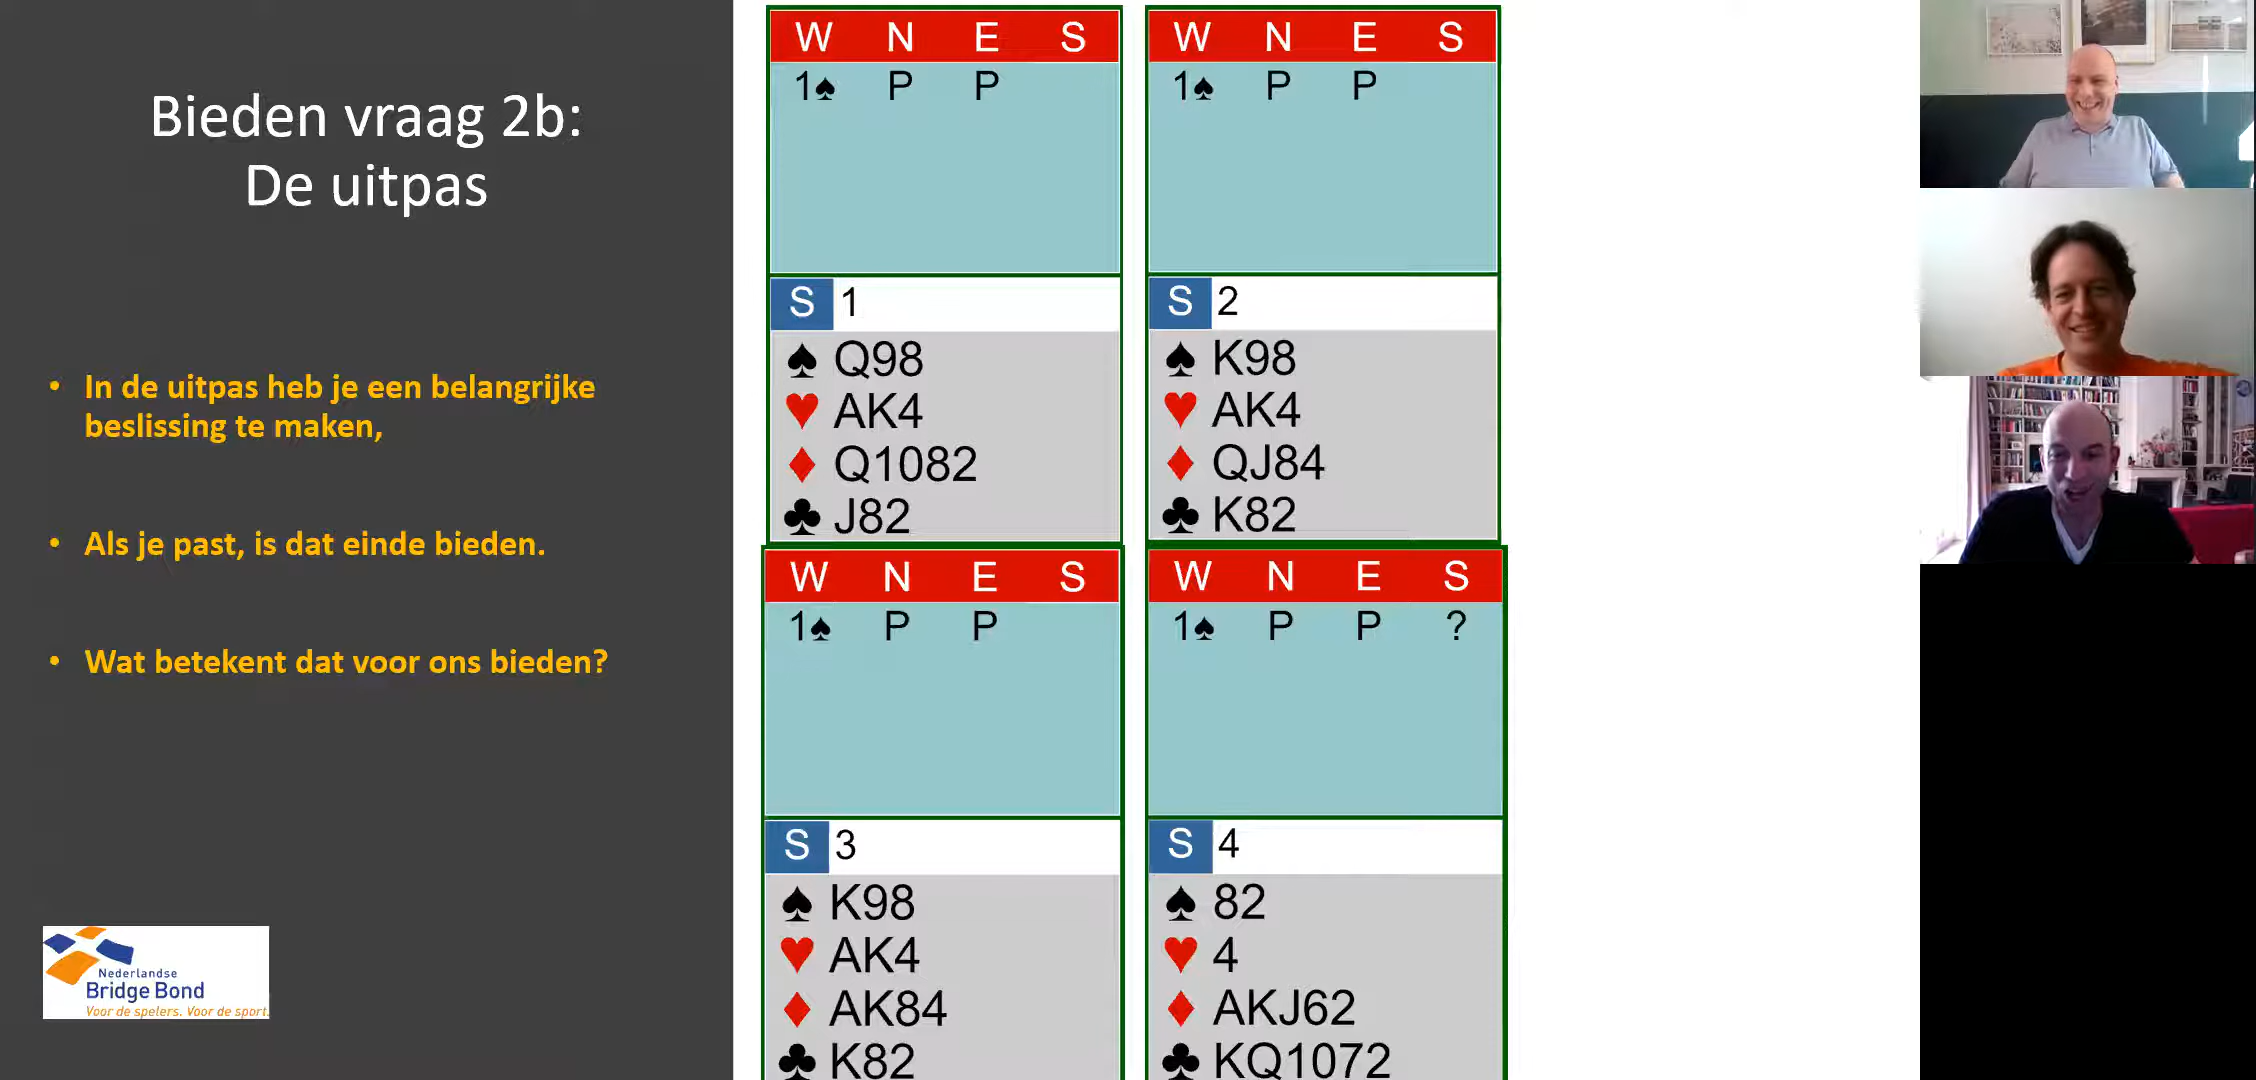 Bieden vraag 2b:
De uitpas
• In de uitpas heb je een belangrijke
beslissing te maken,
• Als je past, is dat einde bieden.
• Wat betekent dat voor ons bieden?
Nederlandse
Bridge Bond
Voor de spelers. Voor de sport.
W N E S
1♠ P P
S 1
♠ Q98
♥ AK4
♦ Q1082
♣ J82
W N E S
1♠ P P
S 2
♠ K98
♥ AK4
♦ QJ84
♣ K82
W N E S
1♠ P P
S 3
♠ K98
♥ AK4
♦ AK84
♣ K82
W N E S
1♠ P P ?
S 4
♠ 82
♥ 4
♦ AKJ62
♣ KQ1072